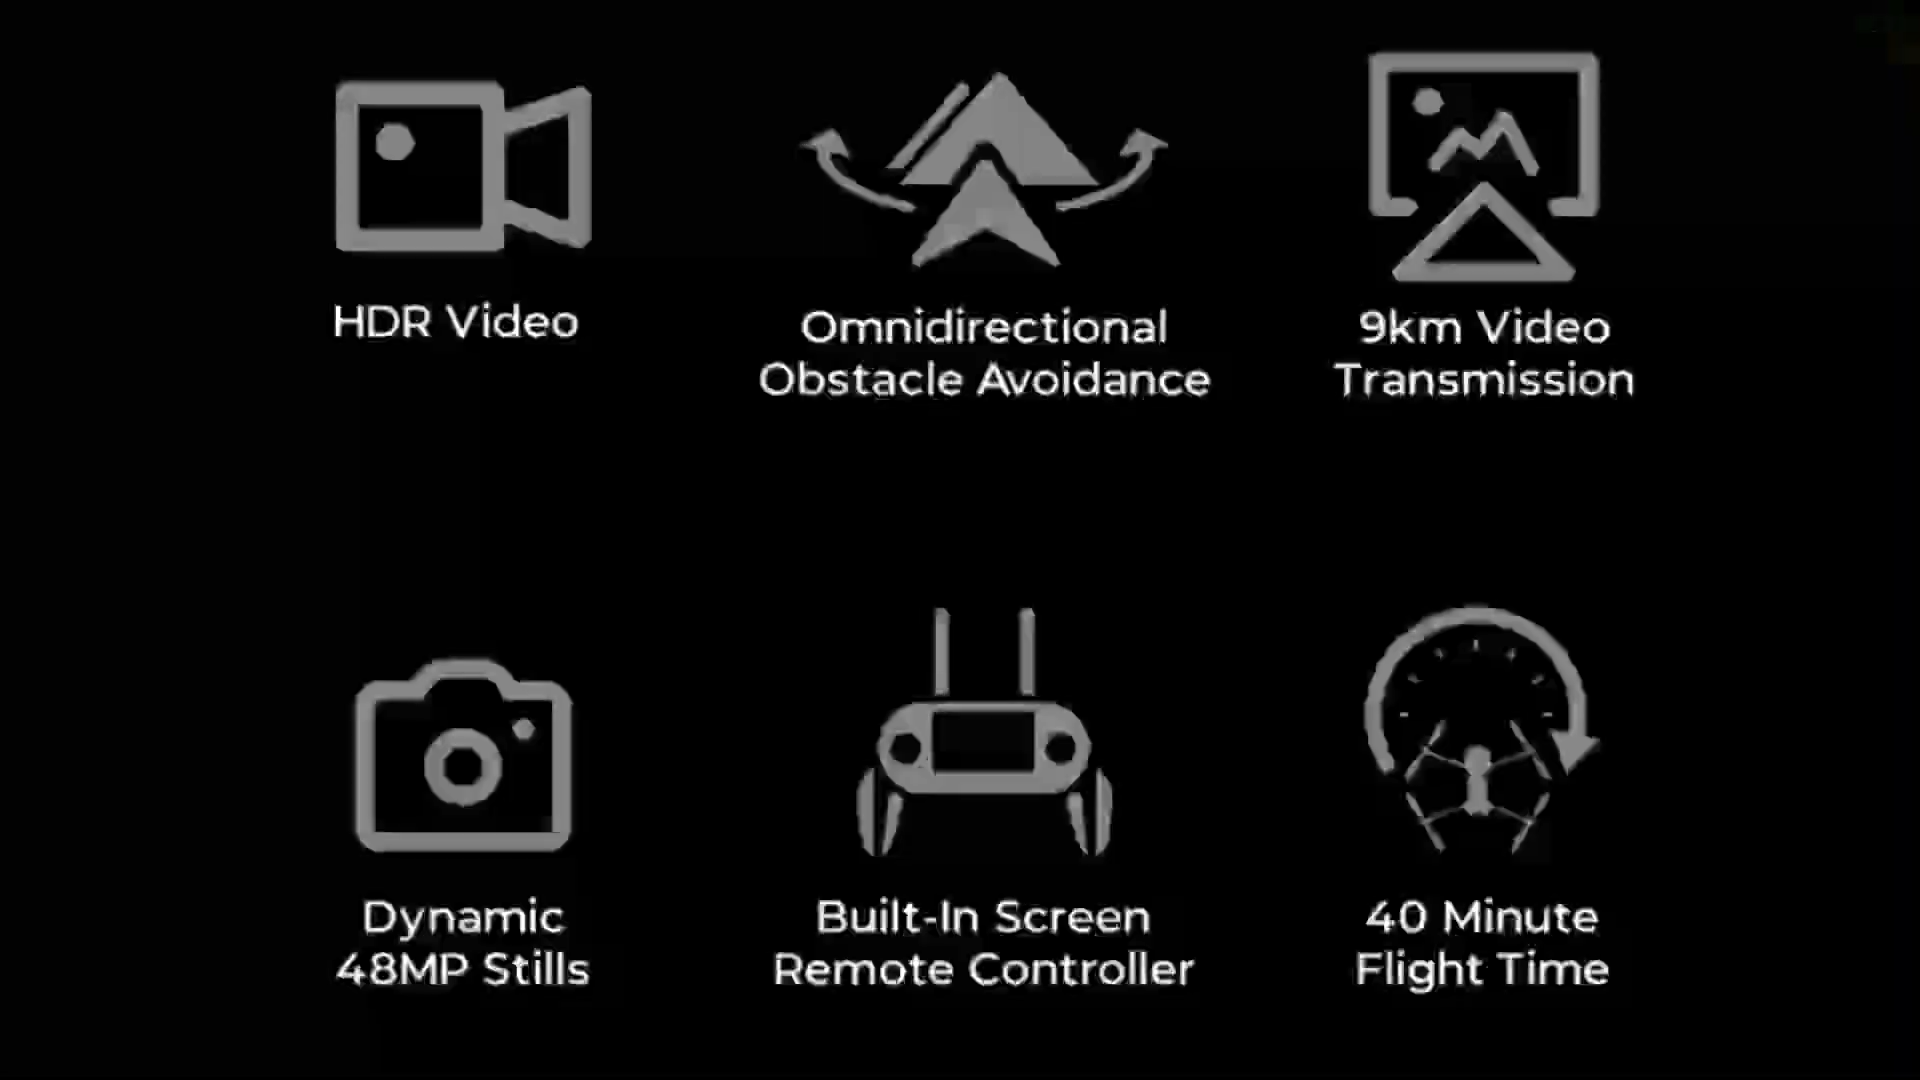 HDR Video
Omnidirectional
Obstacle Avoidance
9km Video
Transmission
Dynamic
48MP Stills
Built-In Screen
Remote Controller
40 Minute
Flight Time